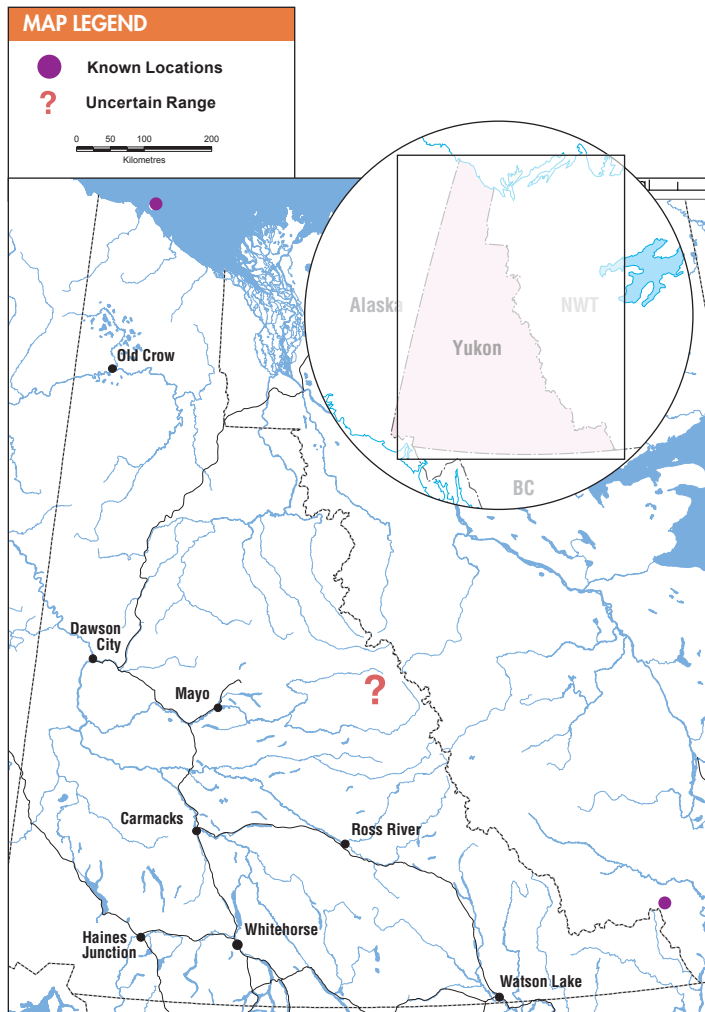 MAP LEGEND
Known Locations
? Uncertain Range
0 50 100 200
Kilometres
Alaska
NWT
Yukon
BC
Old Crow
Dawson
City
Mayo
?
Carmacks
Ross River
Haines
Junction
Whitehorse
Watson Lake